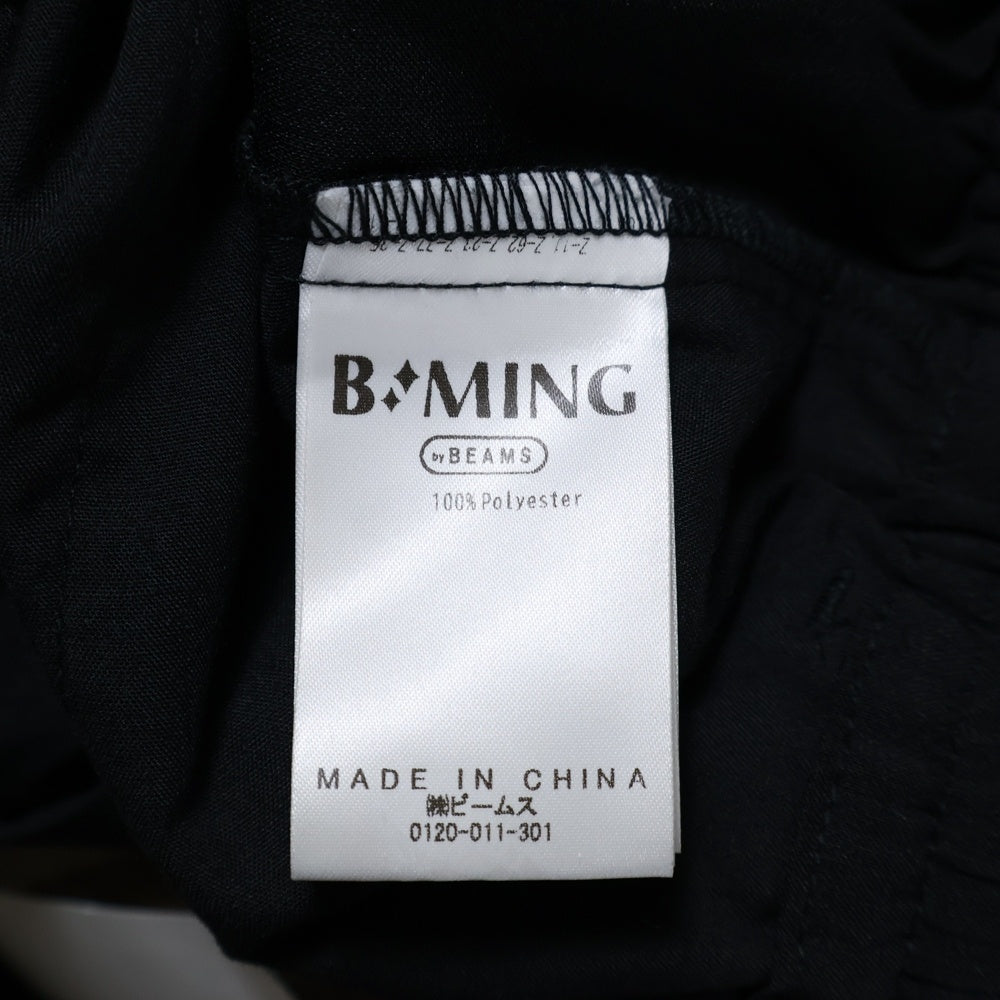 B MING
by BEAMS
100% Polyester
MADE IN CHINA
㈱ビームス
0120-011-301